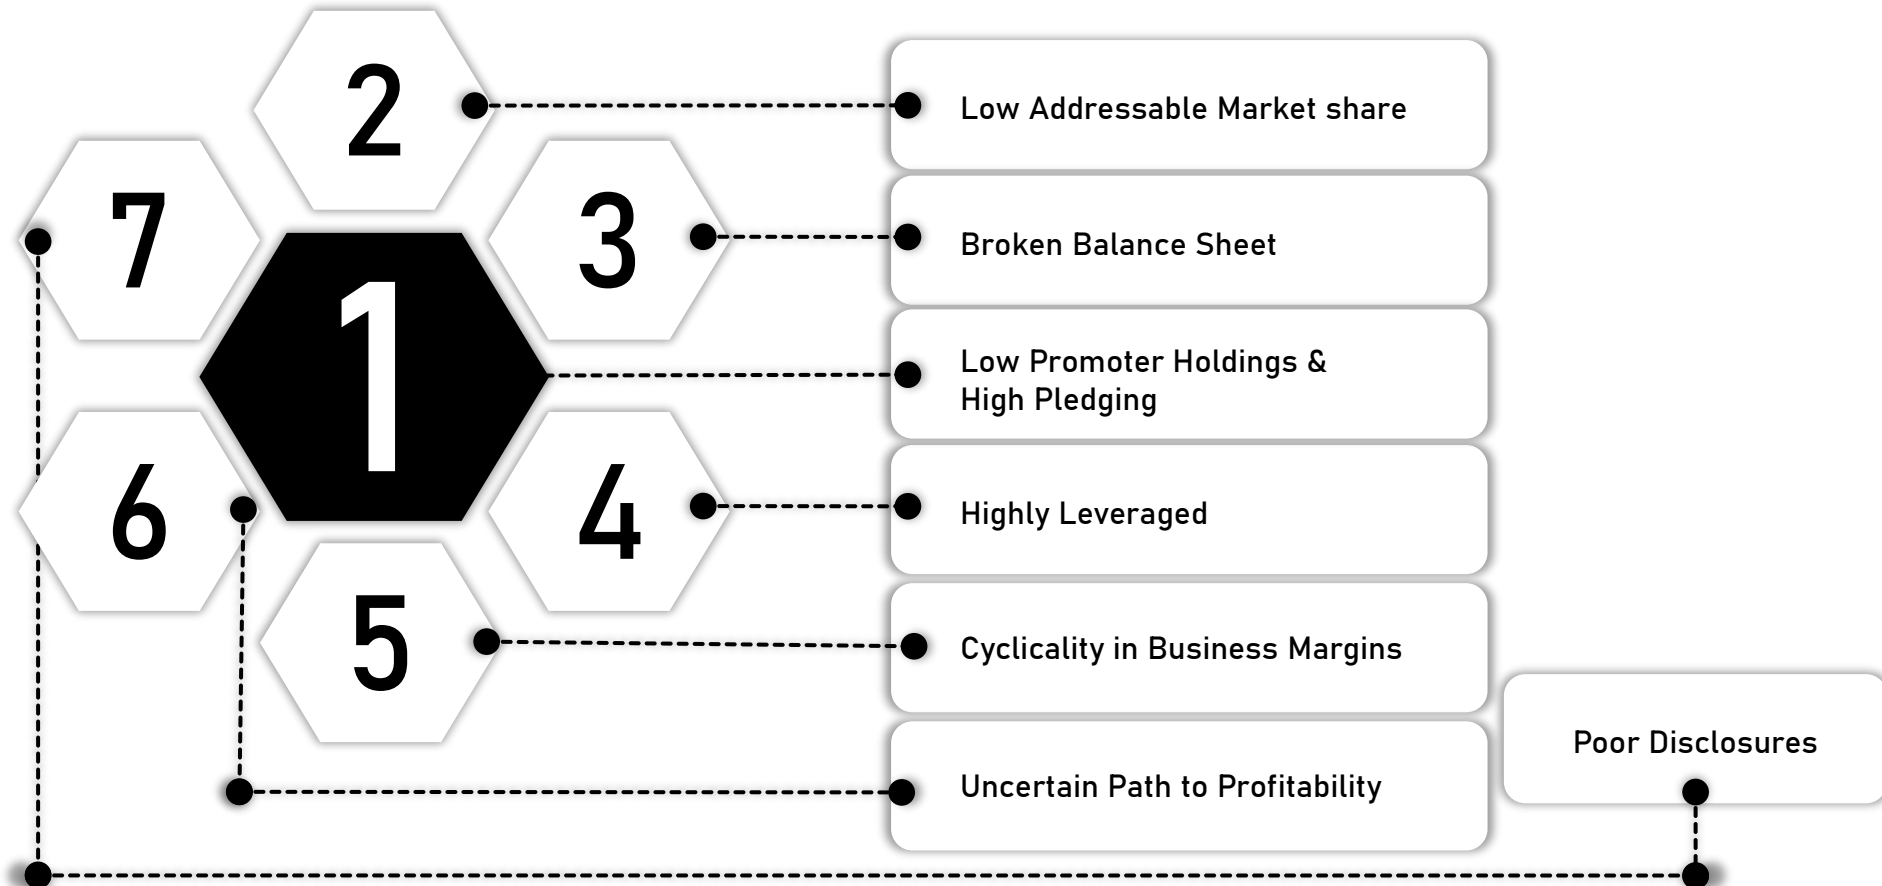 2
Low Addressable Market share
7
3
Broken Balance Sheet
1
Low Promoter Holdings &
High Pledging
6
4
Highly Leveraged
5
Cyclicality in Business Margins
Poor Disclosures
Uncertain Path to Profitability